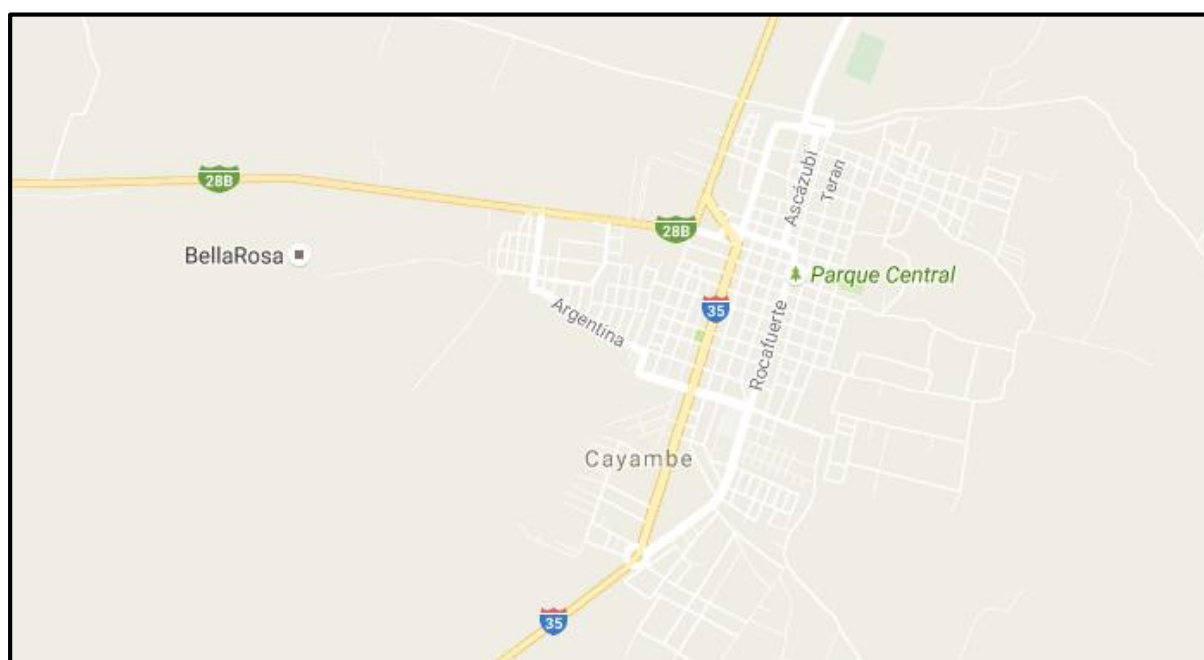 28B
28B
BellaRosa
Ascázubi
Teran
Parque Central
35
Argentina
Rocafuerte
Cayambe
35